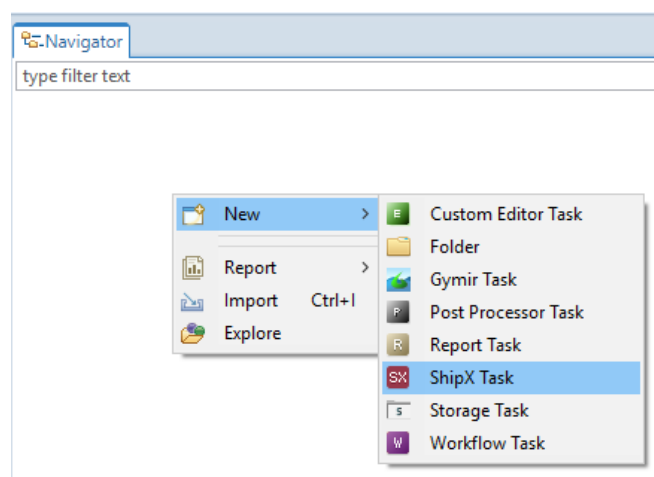 Navigator
type filter text
New
Report
Import Ctrl+I
Explore
E Custom Editor Task
Folder
Gymir Task
P Post Processor Task
R Report Task
SX ShipX Task
S Storage Task
W Workflow Task